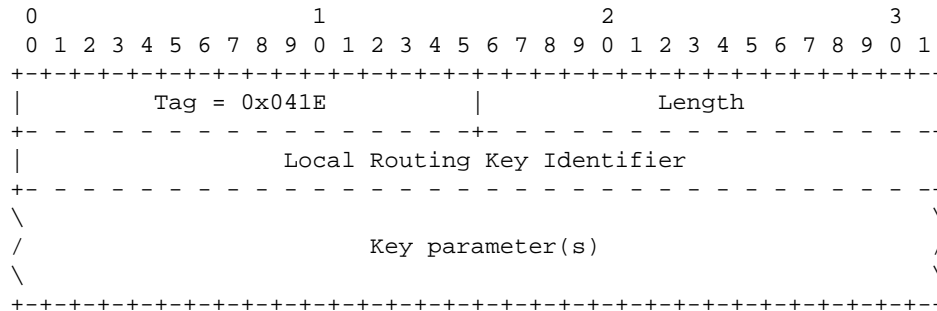 0                   1                   2                   3
 0 1 2 3 4 5 6 7 8 9 0 1 2 3 4 5 6 7 8 9 0 1 2 3 4 5 6 7 8 9 0 1
+-+-+-+-+-+-+-+-+-+-+-+-+-+-+-+-+-+-+-+-+-+-+-+-+-+-+-+-+-+-+-+--
|         Tag = 0x041E          |            Length
+- - - - - - - - - - - - - - - -+- - - - - - - - - - - - - - - --
|                  Local Routing Key Identifier
+- - - - - - - - - - - - - - - - - - - - - - - - - - - - - - - --
\                                                               \
/                        Key parameter(s)                       /
\                                                               \
+-+-+-+-+-+-+-+-+-+-+-+-+-+-+-+-+-+-+-+-+-+-+-+-+-+-+-+-+-+-+-+--